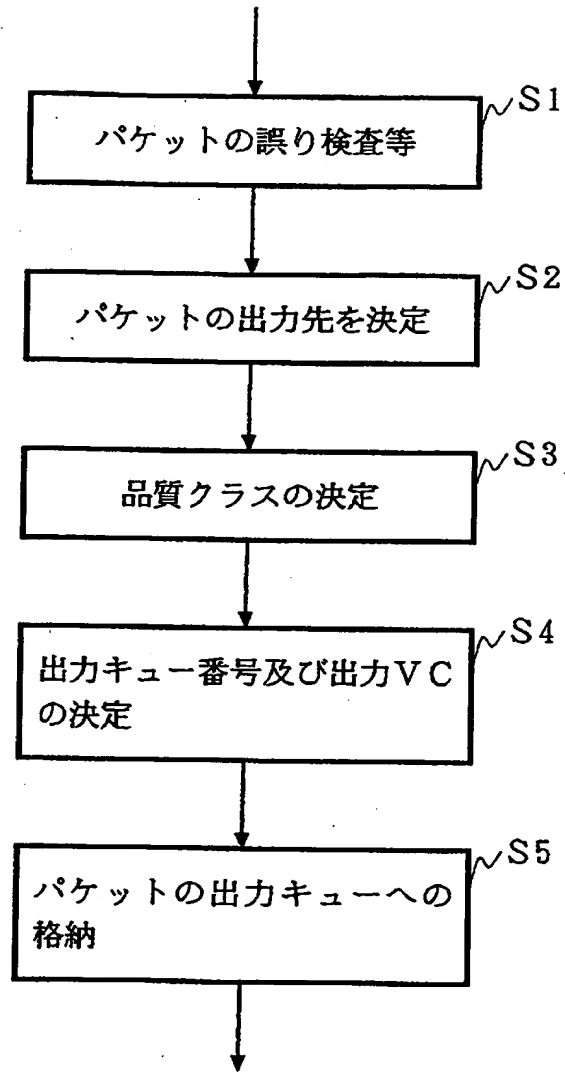 S1
パケットの誤り検査等
S2
パケットの出力先を決定
S3
品質クラスの決定
S4
出力キュー番号及び出力VC
の決定
S5
パケットの出力キューへの
格納